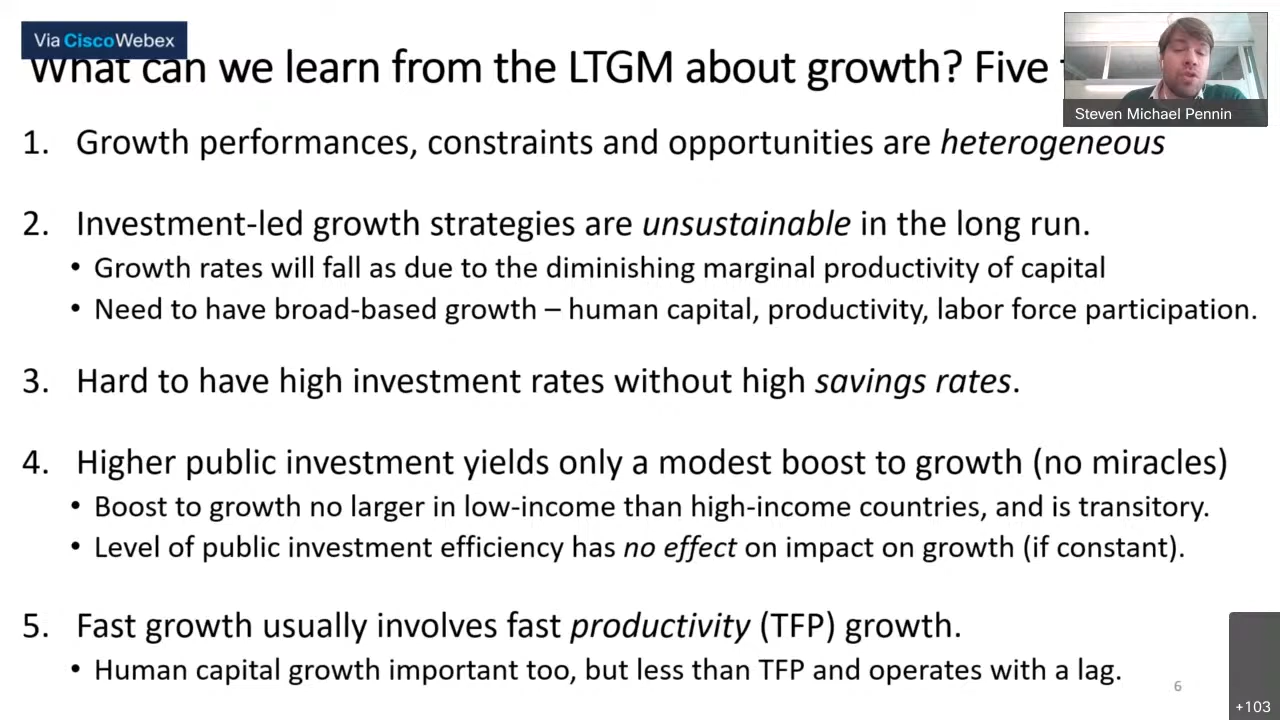 Via Cisco Webex
What can we learn from the LTGM about growth? Five
Steven Michael Pennin
1. Growth performances, constraints and opportunities are heterogeneous
2. Investment-led growth strategies are unsustainable in the long run.
• Growth rates will fall as due to the diminishing marginal productivity of capital
• Need to have broad-based growth – human capital, productivity, labor force participation.
3. Hard to have high investment rates without high savings rates.
4. Higher public investment yields only a modest boost to growth (no miracles)
• Boost to growth no larger in low-income than high-income countries, and is transitory.
• Level of public investment efficiency has no effect on impact on growth (if constant).
5. Fast growth usually involves fast productivity (TFP) growth.
• Human capital growth important too, but less than TFP and operates with a lag.
6
+103